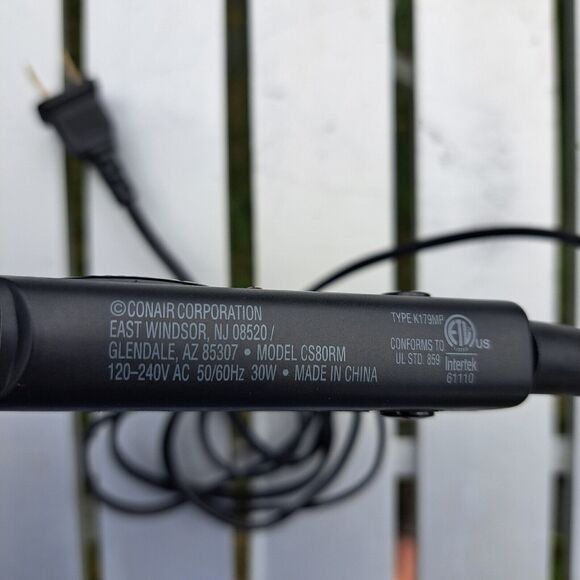 ©CONAIR CORPORATION
EAST WINDSOR, NJ 08520 /
GLENDALE, AZ 85307 • MODEL CS80RM
120–240V AC 50/60Hz 30W • MADE IN CHINA
TYPE K179MP
CONFORMS TO
UL STD. 859
ETL US
Intertek
61110